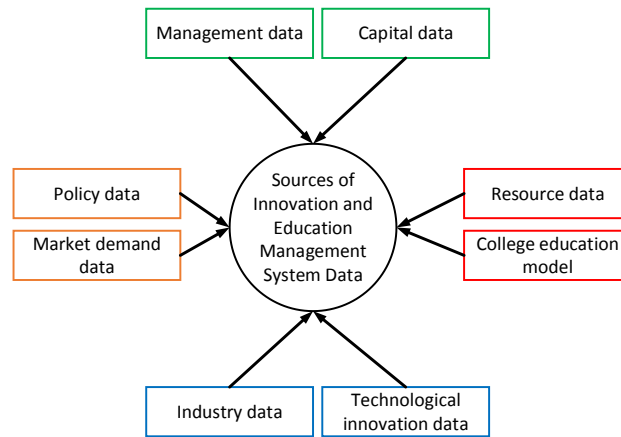 Management data
Capital data
Policy data
Market demand
data
Sources of
Innovation and
Education
Management
System Data
Resource data
College education
model
Industry data
Technological
innovation data